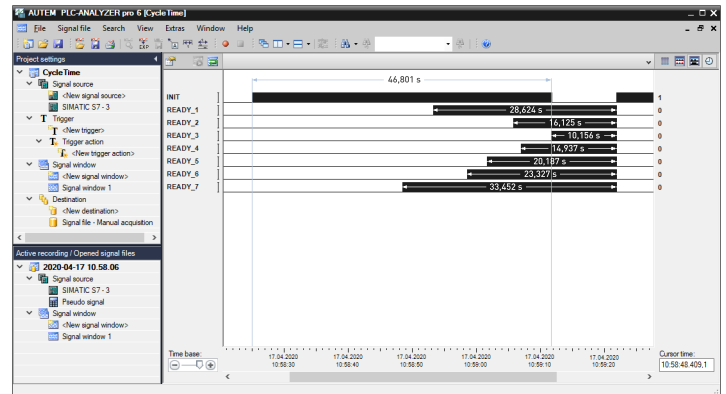 AUTEM PLC-ANALYZER pro 6 [CycleTime]
File Signal file Search View Extras Window Help
Project settings
CycleTime
Signal source
<New signal source>
SIMATIC S7 - 3
T Trigger
<New trigger>
Trigger action
<New trigger action>
Signal window
<New signal window>
Signal window 1
Destination
<New destination>
Signal file - Manual acquisition
Active recording / Opened signal files
2020-04-17 10.58.06
Signal source
SIMATIC S7 - 3
Pseudo signal
Signal window
<New signal window>
Signal window 1
46,801 s
INIT 1
READY_1 28,624 s 0
READY_2 16,125 s 0
READY_3 10,156 s 0
READY_4 14,937 s 0
READY_5 20,187 s 0
READY_6 23,327 s 0
READY_7 33,452 s 0
Time base:
17.04.2020 17.04.2020 17.04.2020 17.04.2020 17.04.2020 17.04.2020
10:58:30 10:58:40 10:58:50 10:59:00 10:59:10 10:59:20
Cursor time:
10:58:48.409,1